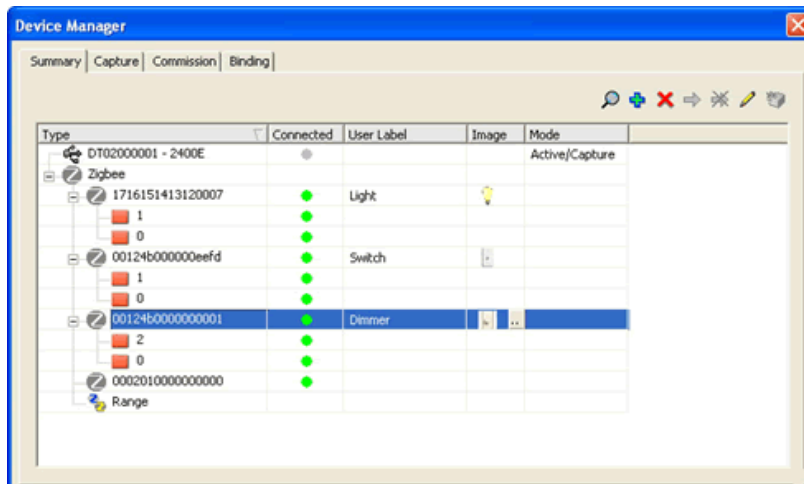 Device Manager
Summary Capture Commission Binding
Type Connected User Label Image Mode
DT02000001 - 2400E Active/Capture
Zigbee
1716151413120007 Light
1
0
00124b000000eefd Switch
1
0
00124b0000000001 Dimmer ..
2
0
0002010000000000
Range